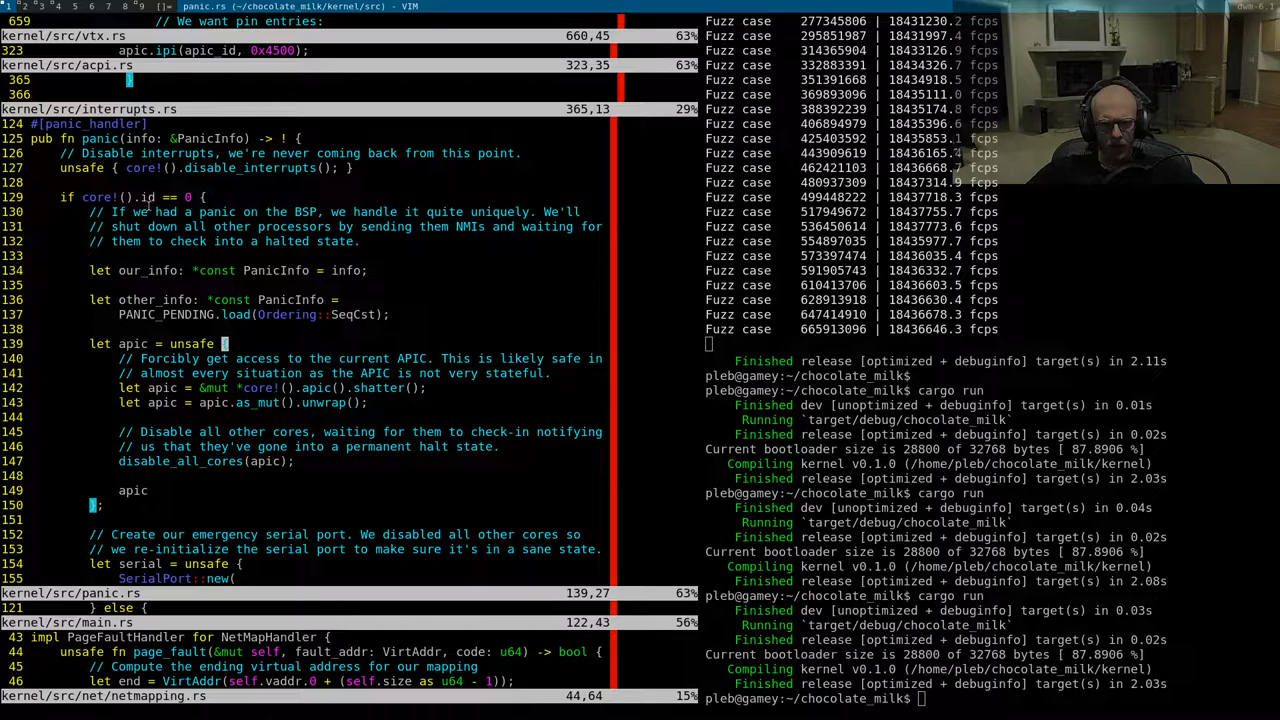 1 2 3 4 5 6 7 8 9 []= panic.rs (~/chocolate_milk/kernel/src) - VIM
dwm-6.1
659 // We want pin entries:
kernel/src/vtx.rs 660,45 63%
323 apic.ipi(apic_id, 0x4500);
kernel/src/acpi.rs 323,35 63%
365 }
366
kernel/src/interrupts.rs 365,13 29%
124 #[panic_handler]
125 pub fn panic(info: &PanicInfo) -> ! {
126 // Disable interrupts, we're never coming back from this point.
127 unsafe { core!().disable_interrupts(); }
128
129 if core!().id == 0 {
130 // If we had a panic on the BSP, we handle it quite uniquely. We'll
131 // shut down all other processors by sending them NMIs and waiting for
132 // them to check into a halted state.
133
134 let our_info: *const PanicInfo = info;
135
136 let other_info: *const PanicInfo =
137 PANIC_PENDING.load(Ordering::SeqCst);
138
139 let apic = unsafe {
140 // Forcibly get access to the current APIC. This is likely safe in
141 // almost every situation as the APIC is not very stateful.
142 let apic = &mut *core!().apic().shatter();
143 let apic = apic.as_mut().unwrap();
144
145 // Disable all other cores, waiting for them to check-in notifying
146 // us that they've gone into a permanent halt state.
147 disable_all_cores(apic);
148
149 apic
150 };
151
152 // Create our emergency serial port. We disabled all other cores so
153 // we re-initialize the serial port to make sure it's in a sane state.
154 let serial = unsafe {
155 SerialPort::new(
kernel/src/panic.rs 139,27 63%
121 } else {
kernel/src/main.rs 122,43 56%
43 impl PageFaultHandler for NetMapHandler {
44 unsafe fn page_fault(&mut self, fault_addr: VirtAddr, code: u64) -> bool {
45 // Compute the ending virtual address for our mapping
46 let end = VirtAddr(self.vaddr.0 + (self.size as u64 - 1));
kernel/src/net/netmapping.rs 44,64 15%
Fuzz case 277345806 | 18431230.2 fcps
Fuzz case 295851987 | 18431997.4 fcps
Fuzz case 314365904 | 18433126.9 fcps
Fuzz case 332883391 | 18434326.7 fcps
Fuzz case 351391668 | 18434918.5 fcps
Fuzz case 369893096 | 18435111.0 fcps
Fuzz case 388392239 | 18435174.8 fcps
Fuzz case 406894979 | 18435396.6 fcps
Fuzz case 425403592 | 18435853.1 fcps
Fuzz case 443909619 | 18436165.4 fcps
Fuzz case 462421103 | 18436668.7 fcps
Fuzz case 480937309 | 18437314.9 fcps
Fuzz case 499448222 | 18437718.3 fcps
Fuzz case 517949672 | 18437755.7 fcps
Fuzz case 536450614 | 18437773.6 fcps
Fuzz case 554897035 | 18435977.7 fcps
Fuzz case 573397474 | 18436035.4 fcps
Fuzz case 591905743 | 18436332.7 fcps
Fuzz case 610413706 | 18436603.5 fcps
Fuzz case 628913918 | 18436630.4 fcps
Fuzz case 647414910 | 18436678.3 fcps
Fuzz case 665913096 | 18436646.3 fcps
Finished release [optimized + debuginfo] target(s) in 2.11s
pleb@gamey:~/chocolate_milk$
pleb@gamey:~/chocolate_milk$ cargo run
Finished dev [unoptimized + debuginfo] target(s) in 0.01s
Running `target/debug/chocolate_milk`
Finished release [optimized + debuginfo] target(s) in 0.02s
Current bootloader size is 28800 of 32768 bytes [ 87.8906 %]
Compiling kernel v0.1.0 (/home/pleb/chocolate_milk/kernel)
Finished release [optimized + debuginfo] target(s) in 2.03s
pleb@gamey:~/chocolate_milk$ cargo run
Finished dev [unoptimized + debuginfo] target(s) in 0.04s
Running `target/debug/chocolate_milk`
Finished release [optimized + debuginfo] target(s) in 0.02s
Current bootloader size is 28800 of 32768 bytes [ 87.8906 %]
Compiling kernel v0.1.0 (/home/pleb/chocolate_milk/kernel)
Finished release [optimized + debuginfo] target(s) in 2.08s
pleb@gamey:~/chocolate_milk$ cargo run
Finished dev [unoptimized + debuginfo] target(s) in 0.03s
Running `target/debug/chocolate_milk`
Finished release [optimized + debuginfo] target(s) in 0.02s
Current bootloader size is 28800 of 32768 bytes [ 87.8906 %]
Compiling kernel v0.1.0 (/home/pleb/chocolate_milk/kernel)
Finished release [optimized + debuginfo] target(s) in 2.03s
pleb@gamey:~/chocolate_milk$